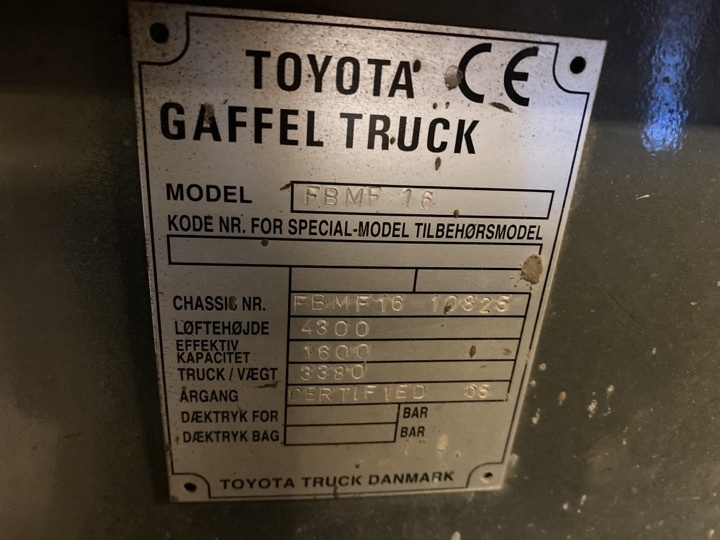 TOYOTA CE
GAFFEL TRUCK
MODEL FBMF 16
KODE NR. FOR SPECIAL-MODEL TILBEHØRSMODEL
CHASSIS NR. FBMF16 10825
LØFTEHØJDE 4300
EFFEKTIV KAPACITET 1600
TRUCK / VÆGT 3380
ÅRGANG CERTIFIED 05
DÆKTRYK FOR BAR
DÆKTRYK BAG BAR
TOYOTA TRUCK DANMARK